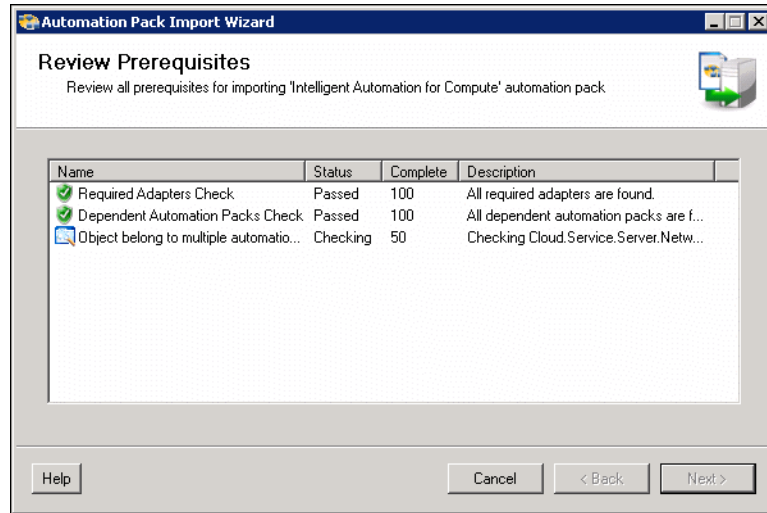 Automation Pack Import Wizard
Review Prerequisites
Review all prerequisites for importing 'Intelligent Automation for Compute' automation pack
Name Status Complete Description
Required Adapters Check Passed 100 All required adapters are found.
Dependent Automation Packs Check Passed 100 All dependent automation packs are f...
Object belong to multiple automatio... Checking 50 Checking Cloud.Service.Server.Netw...
Help Cancel < Back Next >